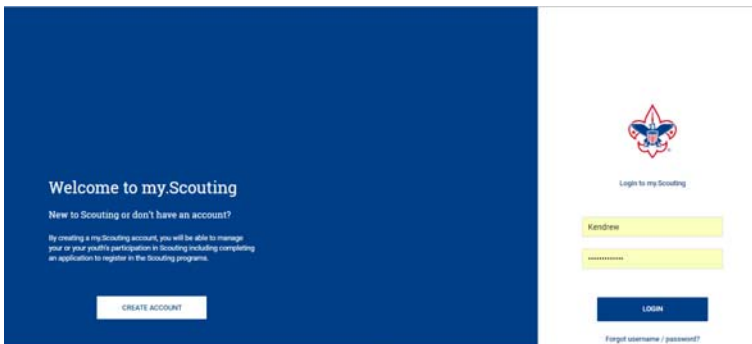 Welcome to my.Scouting
New to Scouting or don't have an account?
By creating a my.Scouting account, you will be able to manage
your or your youth's participation in Scouting including completing
an application to register in the Scouting programs.
CREATE ACCOUNT
Login to my.Scouting
Kendrew
•••••••••••••
LOGIN
Forgot username / password?